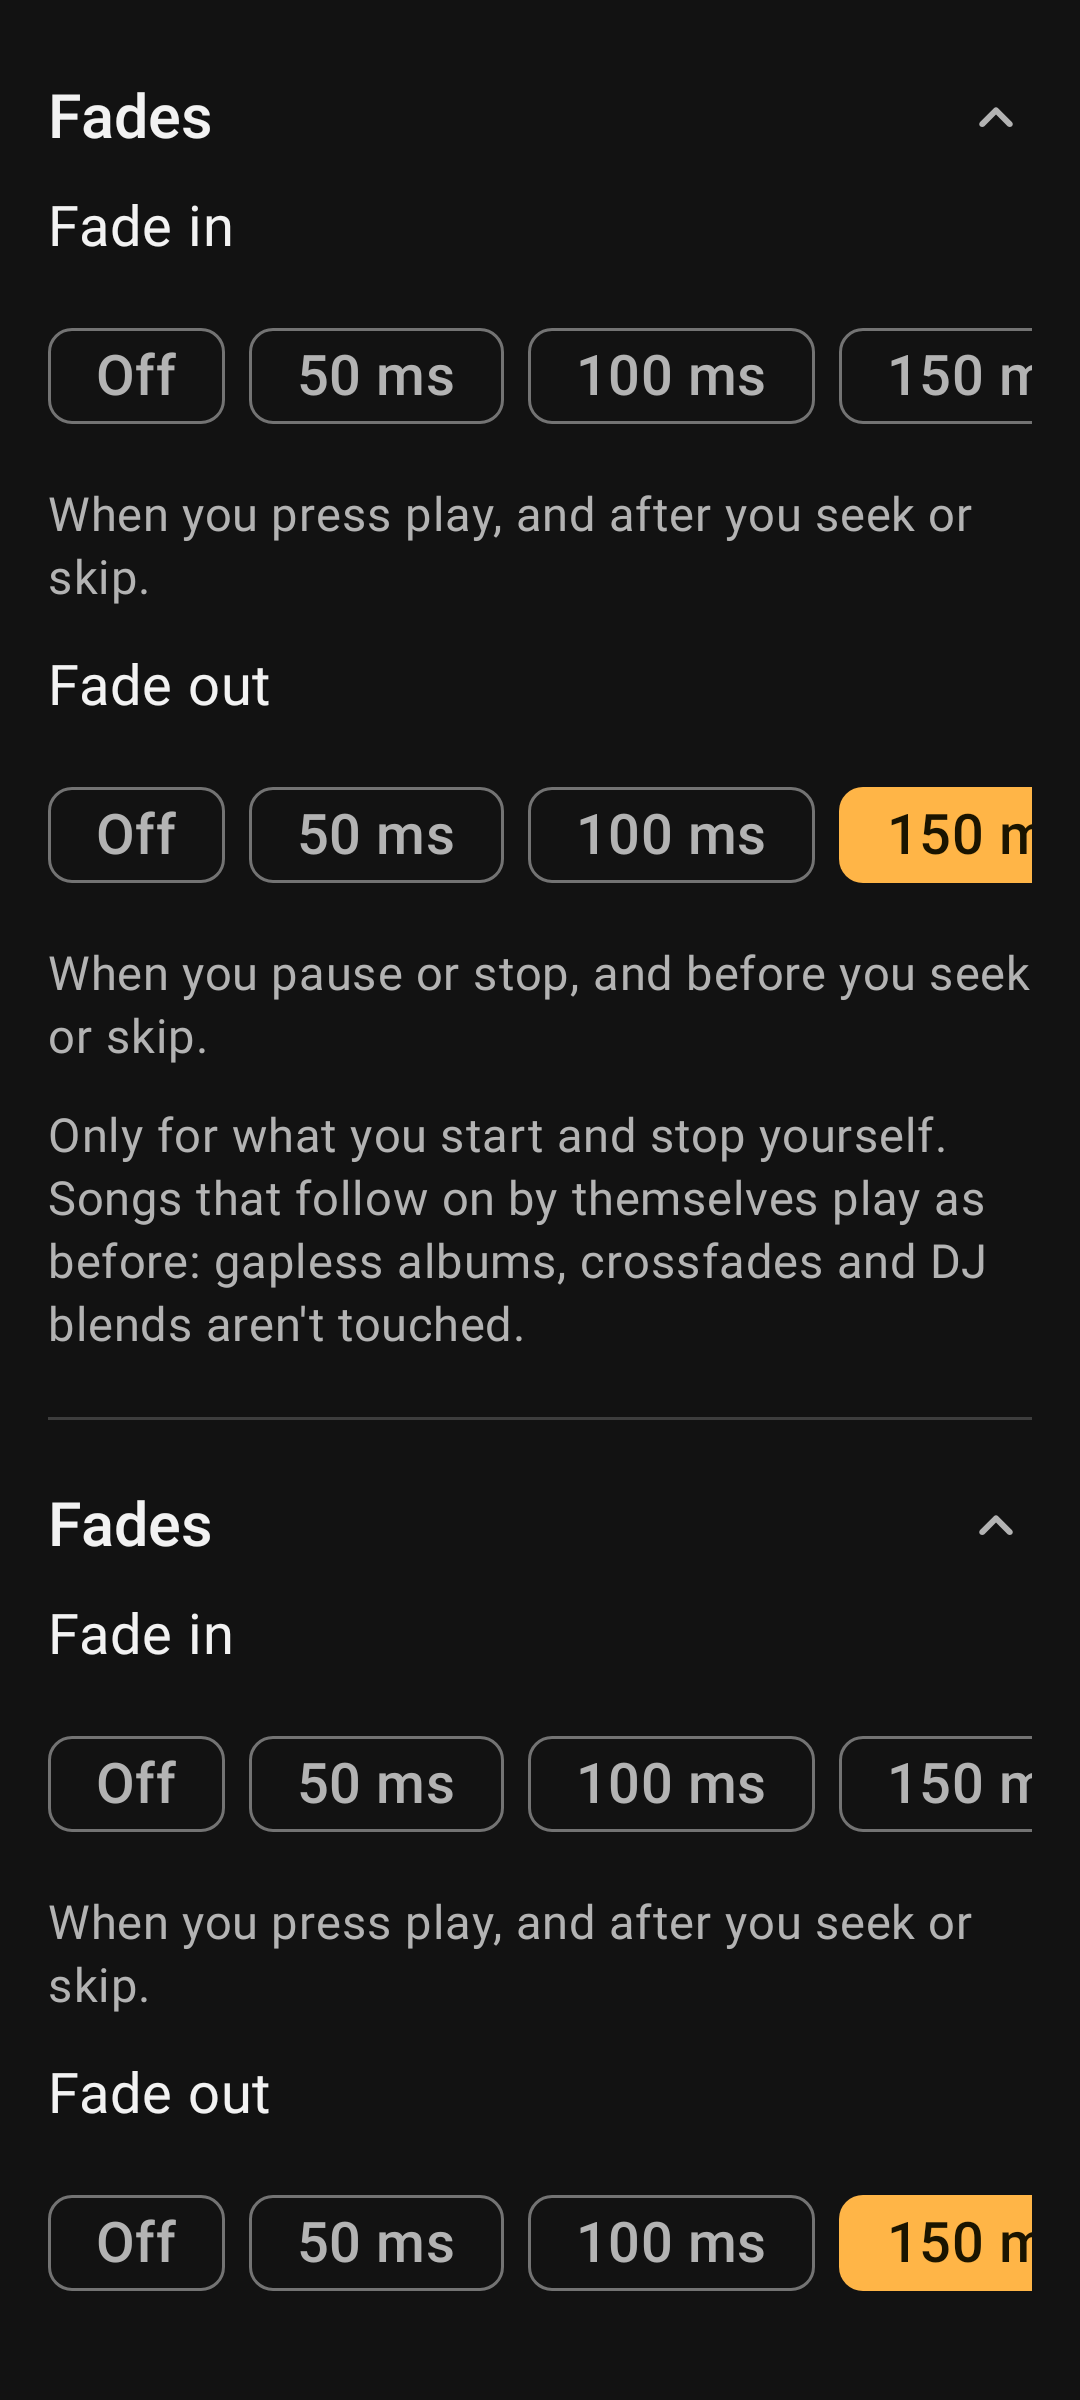 Fades
Fade in
Off 50 ms 100 ms 150 m
When you press play, and after you seek or
skip.
Fade out
Off 50 ms 100 ms 150 m
When you pause or stop, and before you seek
or skip.
Only for what you start and stop yourself.
Songs that follow on by themselves play as
before: gapless albums, crossfades and DJ
blends aren't touched.
Fades
Fade in
Off 50 ms 100 ms 150 m
When you press play, and after you seek or
skip.
Fade out
Off 50 ms 100 ms 150 m